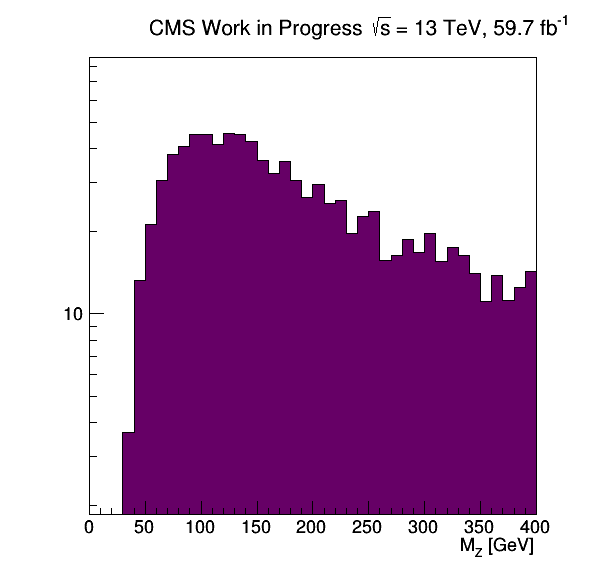 CMS Work in Progress √s = 13 TeV, 59.7 fb⁻¹
10
0 50 100 150 200 250 300 350 400
M_Z [GeV]